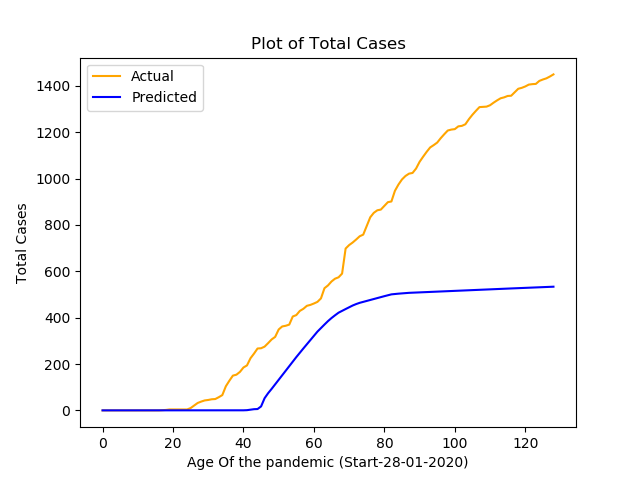 Plot of Total Cases
Actual
Predicted
1400
1200
1000
800
600
400
200
0
Total Cases
0 20 40 60 80 100 120
Age Of the pandemic (Start-28-01-2020)